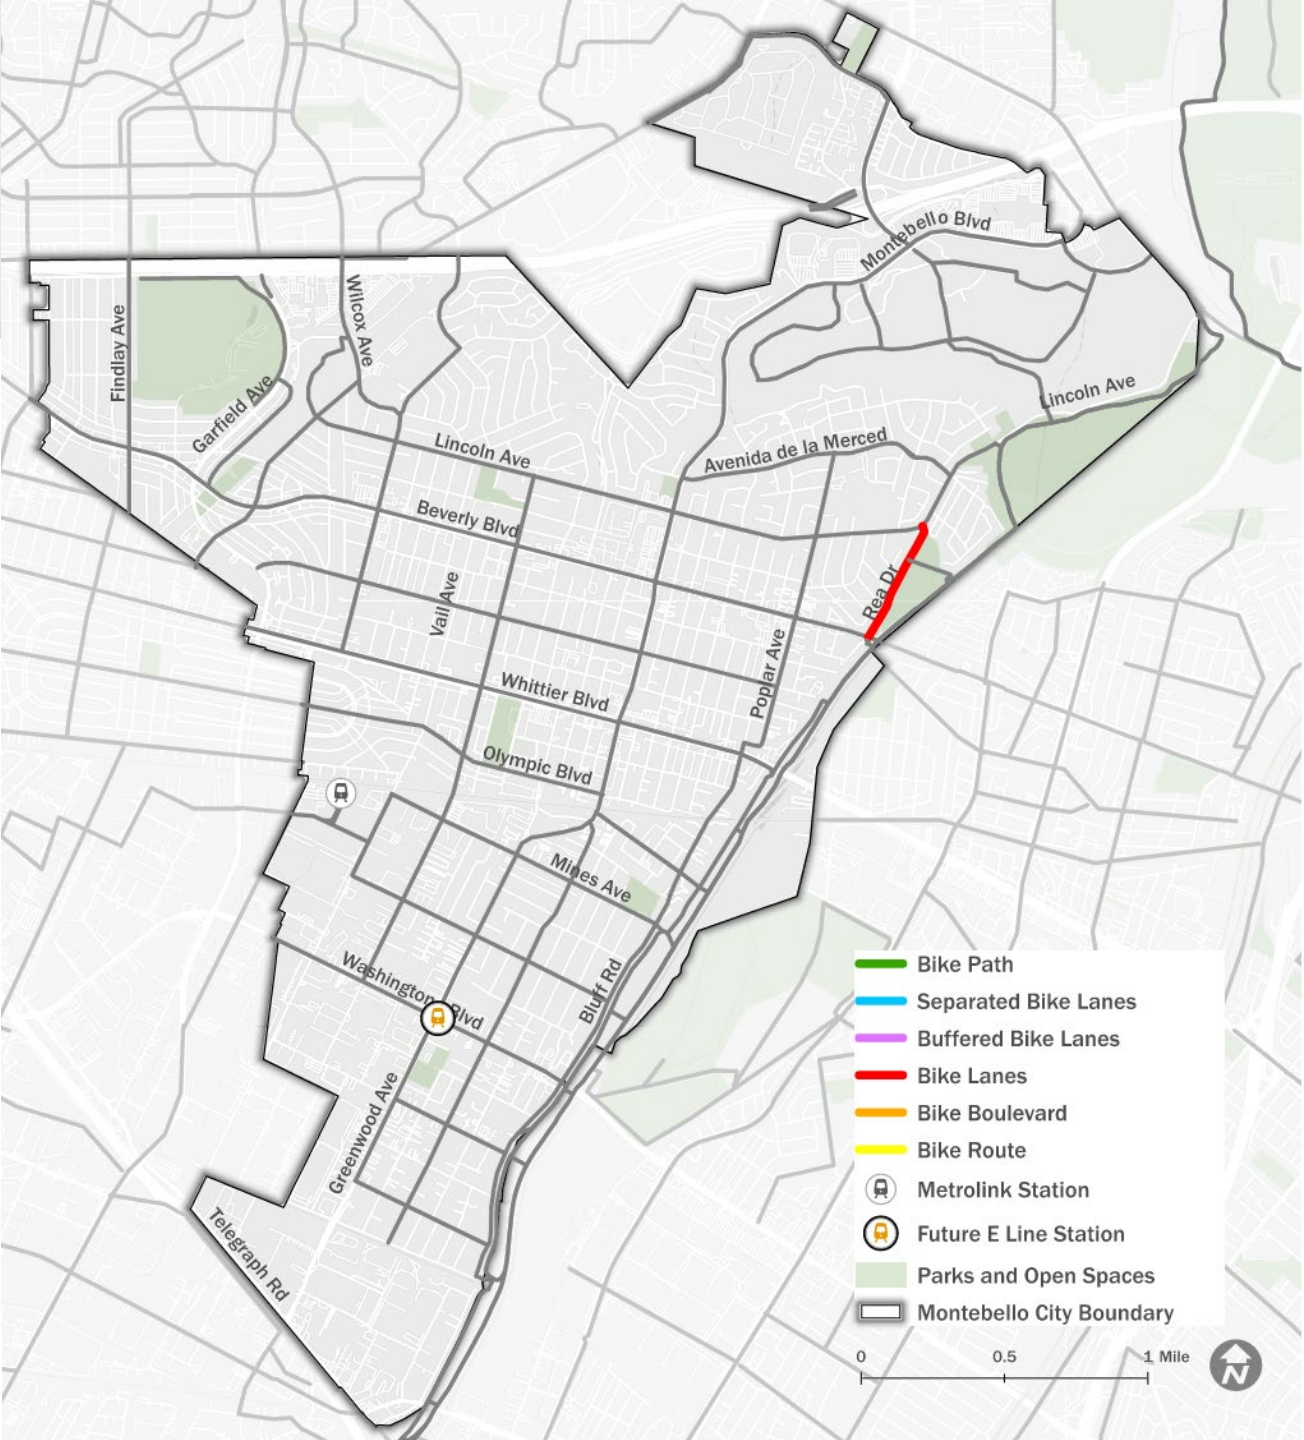 Montebello Blvd
Findlay Ave
Wilcox Ave
Garfield Ave
Lincoln Ave
Lincoln Ave
Avenida de la Merced
Beverly Blvd
Vail Ave
Rea Dr
Poplar Ave
Whittier Blvd
Olympic Blvd
Mines Ave
Washington Blvd
Bluff Rd
Greenwood Ave
Telegraph Rd
Bike Path
Separated Bike Lanes
Buffered Bike Lanes
Bike Lanes
Bike Boulevard
Bike Route
Metrolink Station
Future E Line Station
Parks and Open Spaces
Montebello City Boundary
0 0.5 1 Mile
N